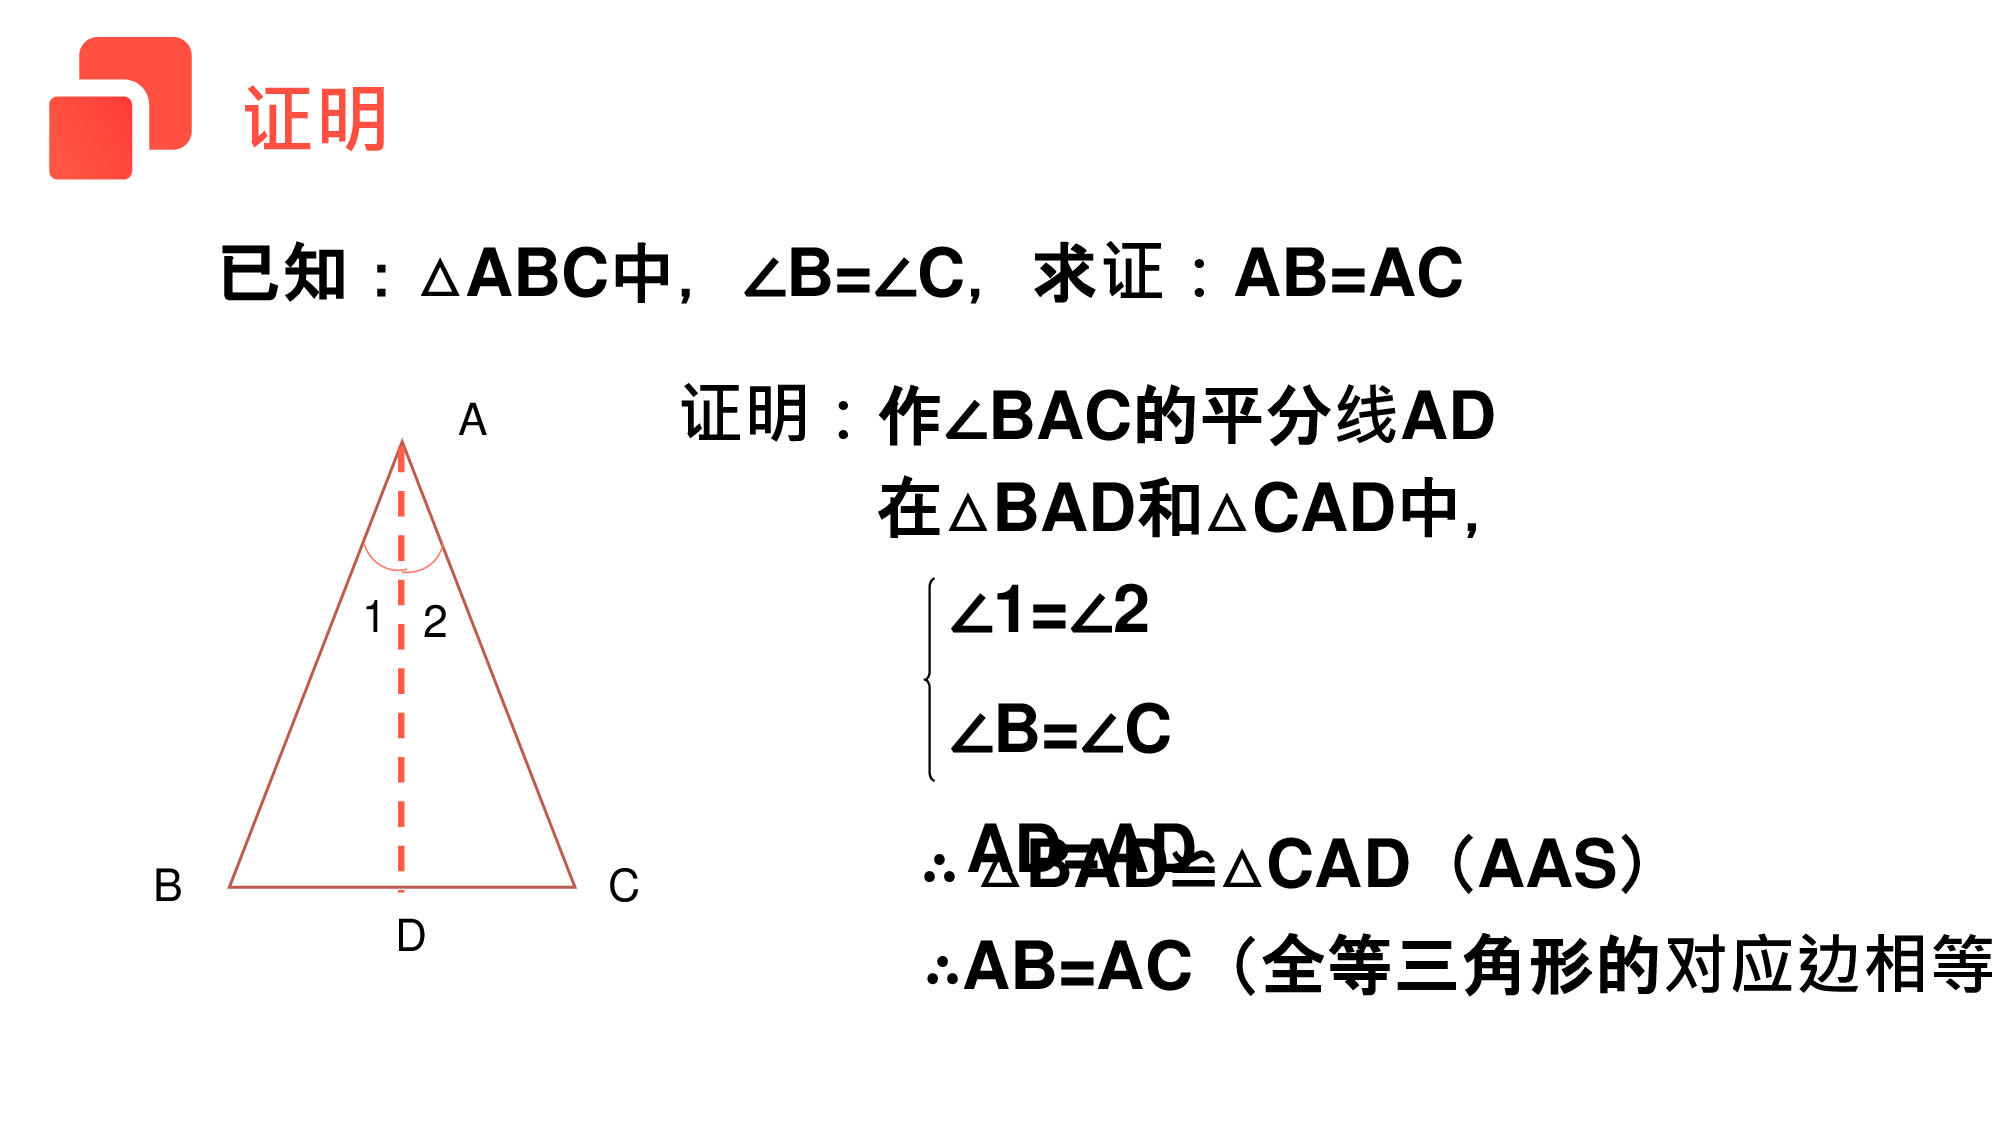 证明
已知：△ABC中，∠B=∠C，求证：AB=AC
证明：作∠BAC的平分线AD
在△BAD和△CAD中，
∠1=∠2
∠B=∠C
AD=AD
∴ △BAD≌△CAD（AAS）
∴AB=AC（全等三角形的对应边相等
A
1
2
B
C
D